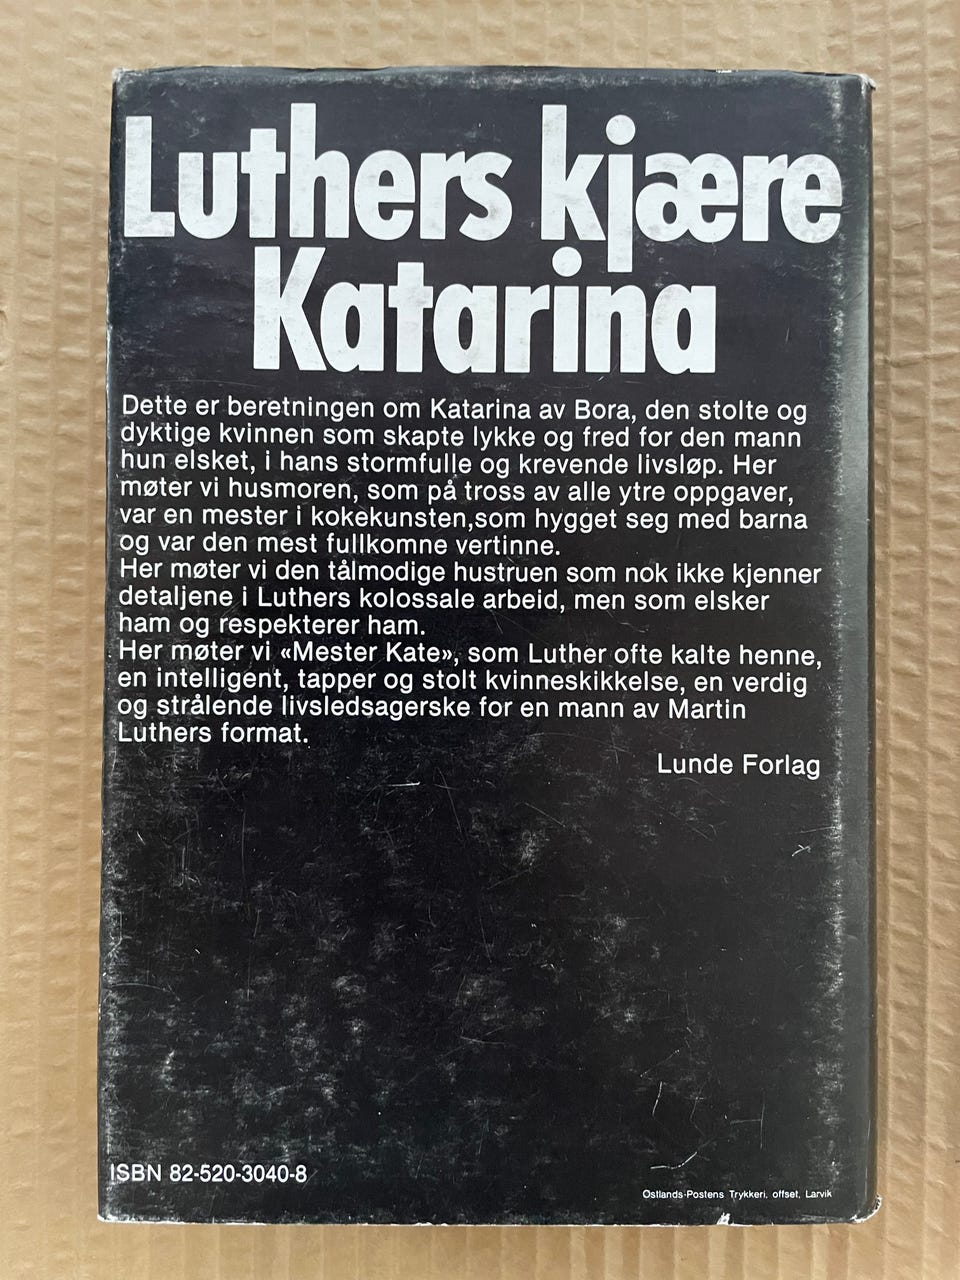 Luthers kjære
Katarina
Dette er beretningen om Katarina av Bora, den stolte og
dyktige kvinnen som skapte lykke og fred for den mann
hun elsket, i hans stormfulle og krevende livsløp. Her
møter vi husmoren, som på tross av alle ytre oppgaver,
var en mester i kokekunsten,som hygget seg med barna
og var den mest fullkomne vertinne.
Her møter vi den tålmodige hustruen som nok ikke kjenner
detaljene i Luthers kolossale arbeid, men som elsker
ham og respekterer ham.
Her møter vi «Mester Kate», som Luther ofte kalte henne,
en intelligent, tapper og stolt kvinneskikkelse, en verdig
og strålende livsledsagerske for en mann av Martin
Luthers format.
Lunde Forlag
ISBN 82-520-3040-8
Østlands-Postens Trykkeri, offset, Larvik